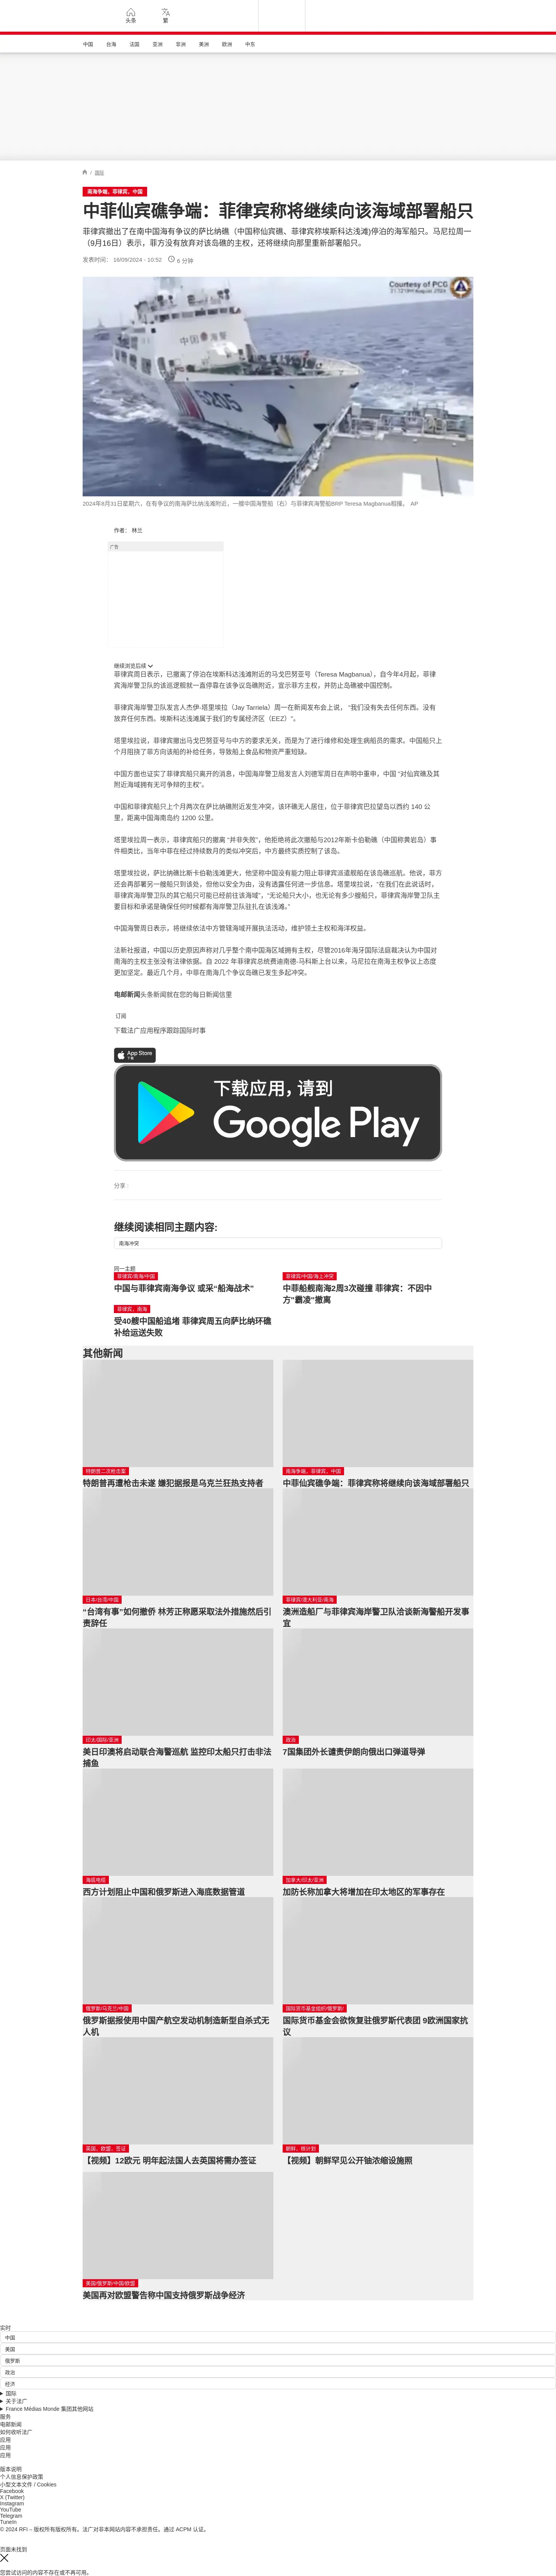 头条
繁
中国
台海
法国
亚洲
非洲
美洲
欧洲
中东
/ 国际
南海争端，菲律宾，中国
中菲仙宾礁争端：菲律宾称将继续向该海域部署船只
菲律宾撤出了在南中国海有争议的萨比纳礁（中国称仙宾礁、菲律宾称埃斯科达浅滩)停泊的海军船只。马尼拉周一
（9月16日）表示，菲方没有放弃对该岛礁的主权，还将继续向那里重新部署船只。
发表时间： 16/09/2024 - 10:52
6 分钟
Courtesy of PCG
中国
5205
2024年8月31日星期六，在有争议的南海萨比纳浅滩附近，一艘中国海警船（右）与菲律宾海警船BRP Teresa Magbanua相撞。 AP
作者： 林兰
广告
继续浏览后续
菲律宾周日表示，已撤离了停泊在埃斯科达浅滩附近的马戈巴努亚号（Teresa Magbanua），自今年4月起，菲律
宾海岸警卫队的该巡逻舰就一直停靠在该争议岛礁附近，宣示菲方主权，并防止岛礁被中国控制。
菲律宾海岸警卫队发言人杰伊-塔里埃拉（Jay Tarriela）周一在新闻发布会上说， “我们没有失去任何东西。没有
放弃任何东西。埃斯科达浅滩属于我们的专属经济区（EEZ）”。
塔里埃拉说，菲律宾撤出马戈巴努亚号与中方的要求无关，而是为了进行维修和处理生病船员的需求。中国船只上
个月阻挠了菲方向该船的补给任务，导致船上食品和物资严重短缺。
中国方面也证实了菲律宾船只离开的消息，中国海岸警卫局发言人刘德军周日在声明中重申，中国 “对仙宾礁及其
附近海域拥有无可争辩的主权”。
中国和菲律宾船只上个月两次在萨比纳礁附近发生冲突，该环礁无人居住，位于菲律宾巴拉望岛以西约 140 公
里，距离中国海南岛约 1200 公里。
塔里埃拉周一表示，菲律宾船只的撤离 “并非失败”，他拒绝将此次撤船与2012年斯卡伯勒礁（中国称黄岩岛）事
件相类比，当年中菲在经过持续数月的类似冲突后，中方最终实质控制了该岛。
塔里埃拉说，萨比纳礁比斯卡伯勒浅滩更大，他坚称中国没有能力阻止菲律宾派遣舰船在该岛礁巡航。他说，菲方
还会再部署另一艘船只到该处，但他以安全为由，没有透露任何进一步信息。塔里埃拉说，“在我们在此说话时，
菲律宾海岸警卫队的其它船只可能已经前往该海域”，“无论船只大小，也无论有多少艘船只，菲律宾海岸警卫队主
要目标和承诺是确保任何时候都有海岸警卫队驻扎在该浅滩。”
中国海警周日表示，将继续依法中方管辖海域开展执法活动，维护领土主权和海洋权益。
法新社报道，中国以历史原因声称对几乎整个南中国海区域拥有主权，尽管2016年海牙国际法庭裁决认为中国对
南海的主权主张没有法律依据。自 2022 年菲律宾总统费迪南德-马科斯上台以来，马尼拉在南海主权争议上态度
更加坚定。最近几个月，中菲在南海几个争议岛礁已发生多起冲突。
电邮新闻头条新闻就在您的每日新闻信里
订阅
下载法广应用程序跟踪国际时事
App Store
下载
下载应用，请到
Google Play
分享 :
继续阅读相同主题内容:
南海冲突
同一主题
菲律宾/南海/中国
中国与菲律宾南海争议 或采“船海战术”
菲律宾/中国/海上冲突
中菲船舰南海2周3次碰撞 菲律宾：不因中
方“霸凌”撤离
菲律宾、南海
受40艘中国船追堵 菲律宾周五向萨比纳环礁
补给运送失败
其他新闻
特朗普二次枪击案
特朗普再遭枪击未遂 嫌犯据报是乌克兰狂热支持者
南海争端，菲律宾，中国
中菲仙宾礁争端：菲律宾称将继续向该海域部署船只
日本/台湾/中国
“台湾有事”如何撤侨 林芳正称愿采取法外措施然后引
责辞任
菲律宾/澳大利亚/南海
澳洲造船厂与菲律宾海岸警卫队洽谈新海警船开发事
宜
印太/国际/亚洲
美日印澳将启动联合海警巡航 监控印太船只打击非法
捕鱼
政治
7国集团外长谴责伊朗向俄出口弹道导弹
海底电缆
西方计划阻止中国和俄罗斯进入海底数据管道
加拿大/印太/亚洲
加防长称加拿大将增加在印太地区的军事存在
俄罗斯/乌克兰/中国
俄罗斯据报使用中国产航空发动机制造新型自杀式无
人机
国际货币基金组织/俄罗斯/
国际货币基金会欲恢复驻俄罗斯代表团 9欧洲国家抗
议
英国、欧盟、签证
【视频】12欧元 明年起法国人去英国将需办签证
朝鲜，核计划
【视频】朝鲜罕见公开铀浓缩设施照
美国/俄罗斯/中国/欧盟
美国再对欧盟警告称中国支持俄罗斯战争经济
实时
中国
美国
俄罗斯
政治
经济
国际
关于法广
France Médias Monde 集团其他网站
服务
电邮新闻
如何收听法广
应用
应用
应用
版本说明
个人信息保护政策
小型文本文件 / Cookies
Facebook
X (Twitter)
Instagram
YouTube
Telegram
TuneIn
© 2024 RFI – 版权所有版权所有。法广对非本网站内容不承担责任。通过 ACPM 认证。
页面未找到
您尝试访问的内容不存在或不再可用。